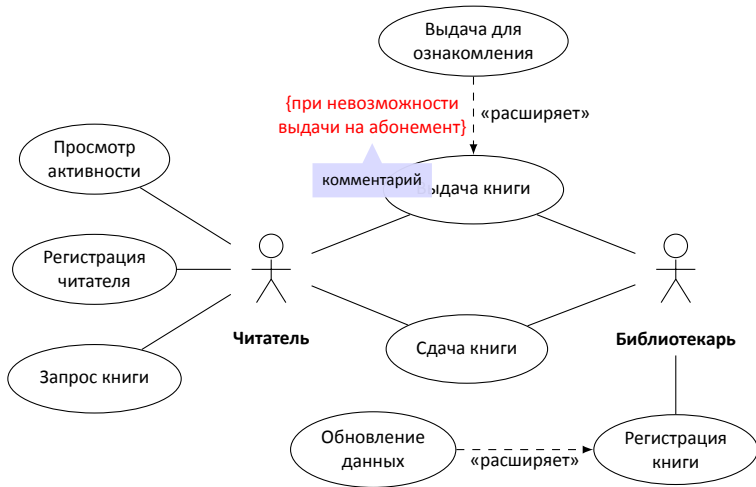 Выдача для
ознакомления
{при невозможности
выдачи на абонемент}
«расширяет»
Просмотр
активности
комментарий
Выдача книги
Регистрация
читателя
Читатель
Библиотекарь
Запрос книги
Сдача книги
Обновление
данных
«расширяет»
Регистрация
книги